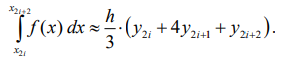 ∫_{x_{2i}}^{x_{2i+2}} f(x) dx ≈ h/3 · (y_{2i} + 4y_{2i+1} + y_{2i+2}).